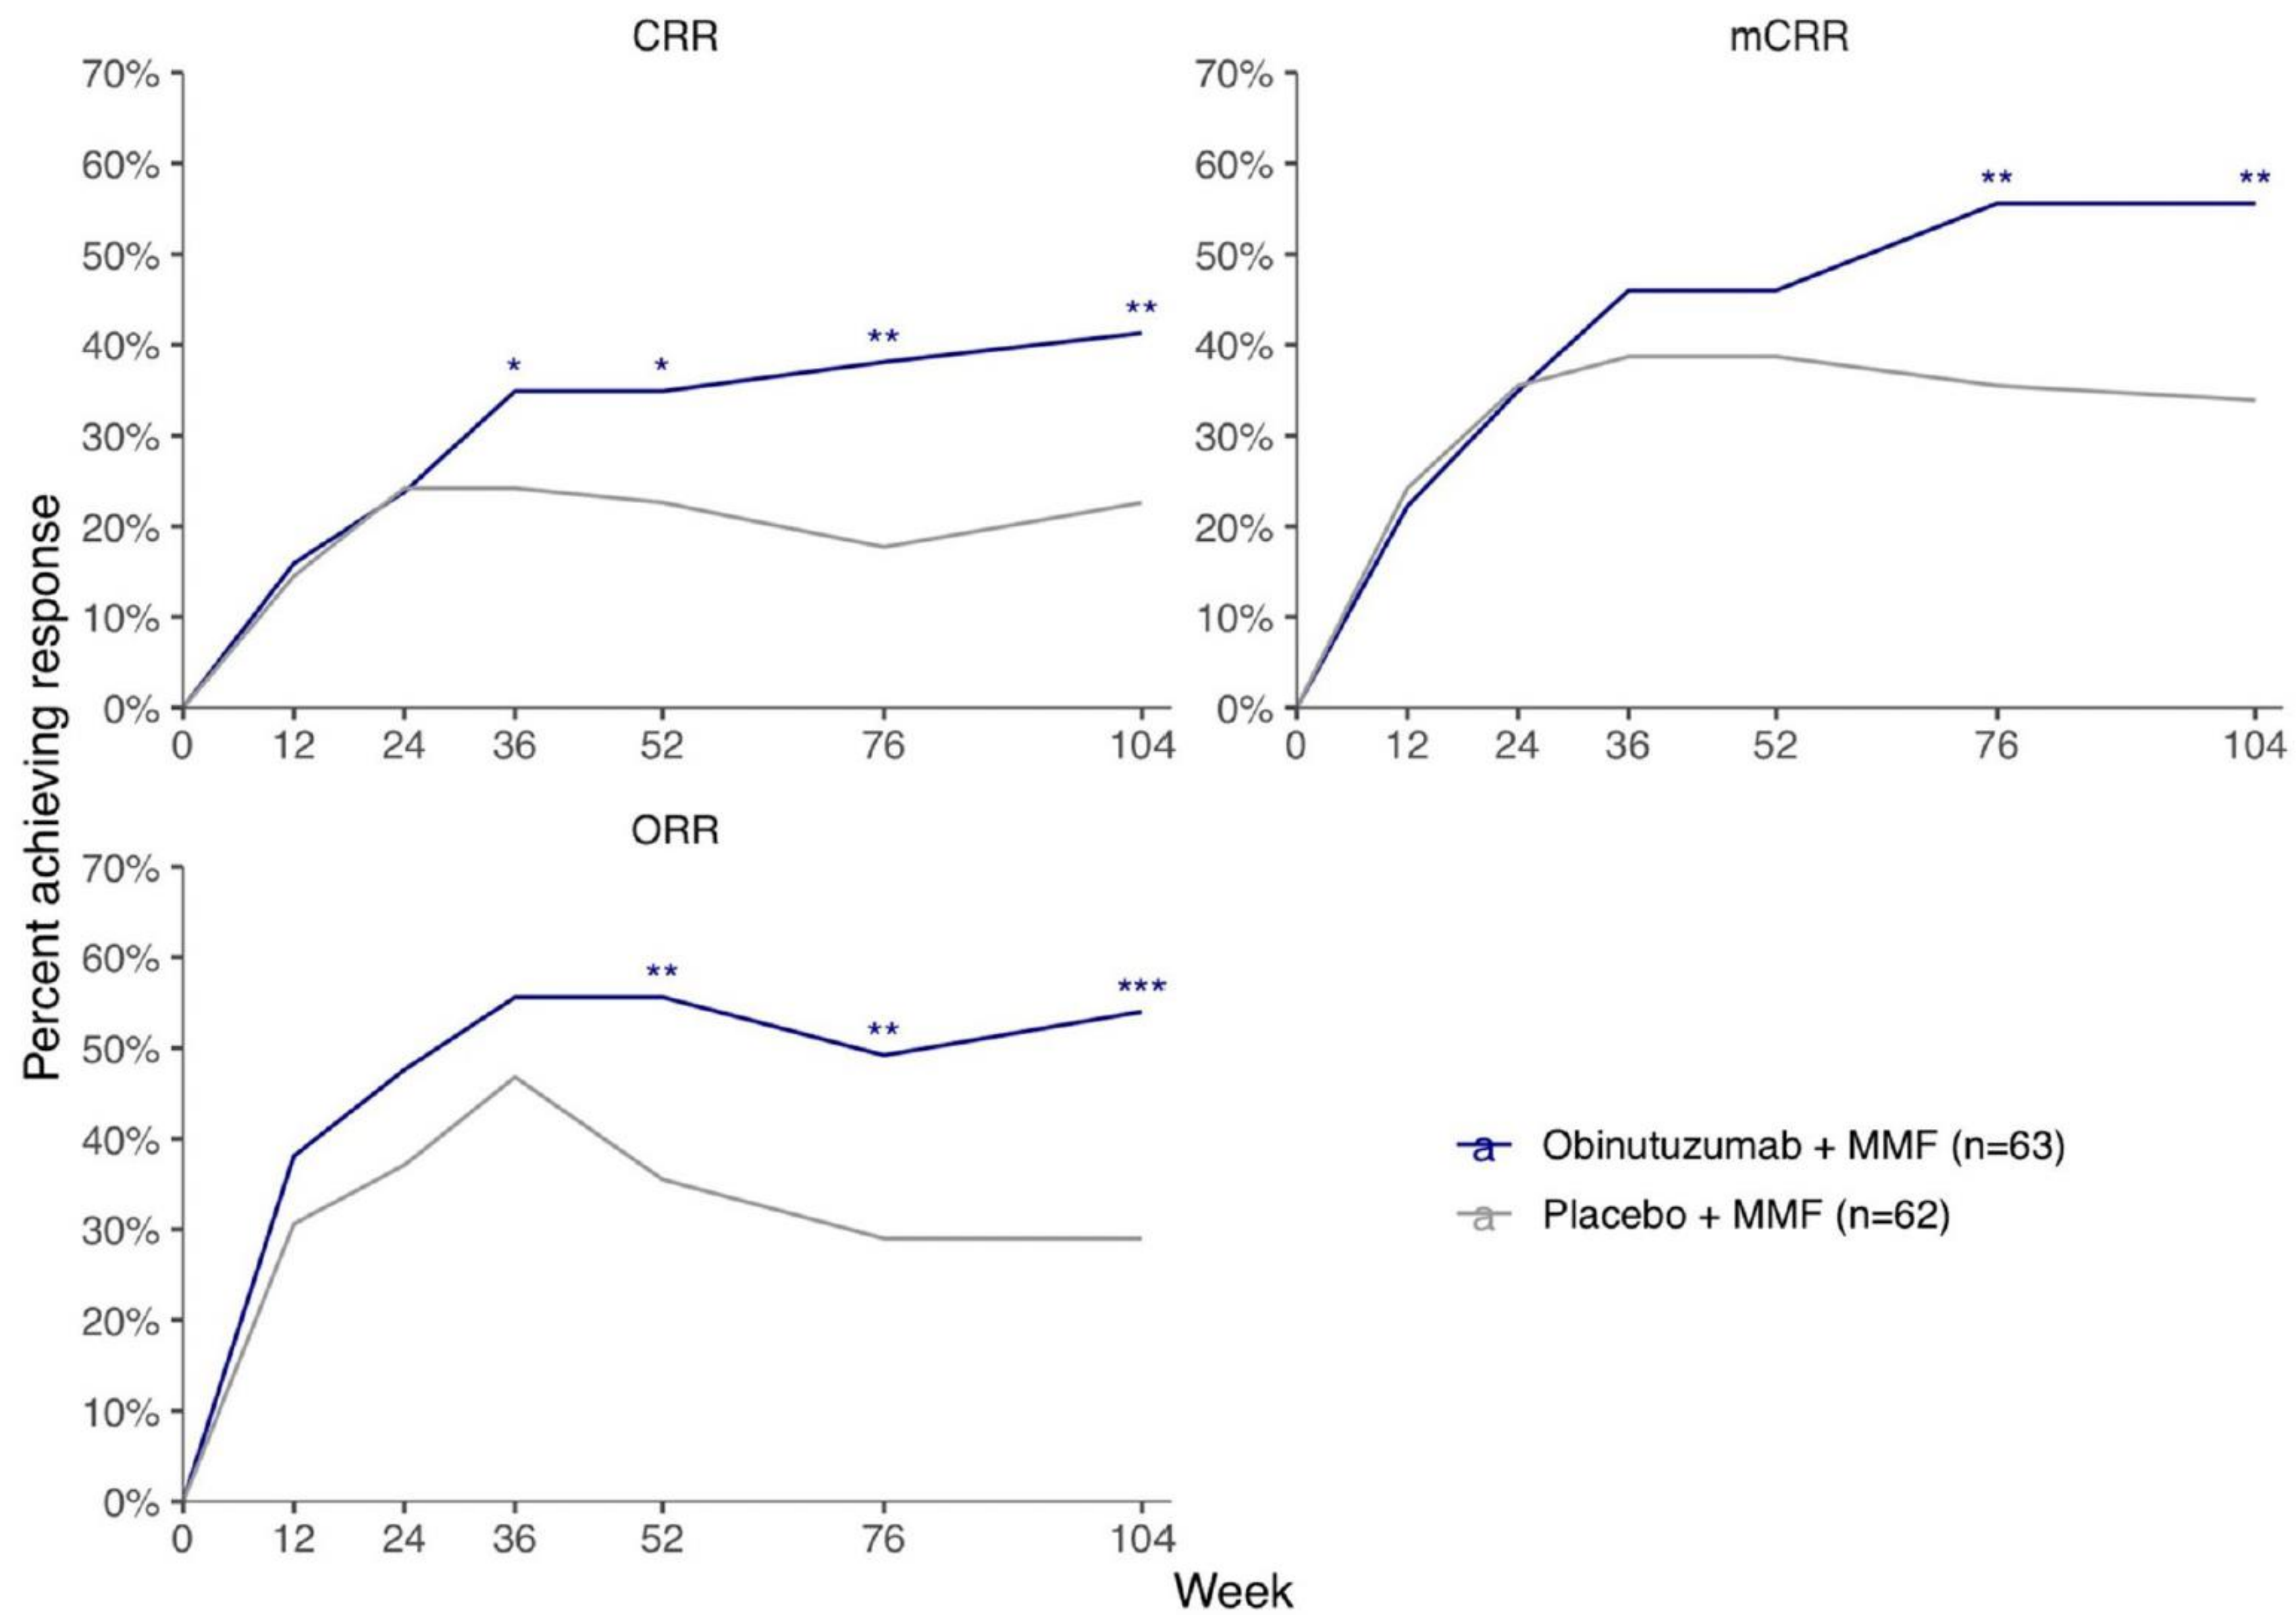 CRR
70%
60%
50%
40%
30%
20%
10%
0%
* * ** **
0 12 24 36 52 76 104
mCRR
70%
60%
50%
40%
30%
20%
10%
0%
** **
0 12 24 36 52 76 104
Percent achieving response
ORR
70%
60%
50%
40%
30%
20%
10%
0%
** ** ***
0 12 24 36 52 76 104
Week
a Obinutuzumab + MMF (n=63)
a Placebo + MMF (n=62)